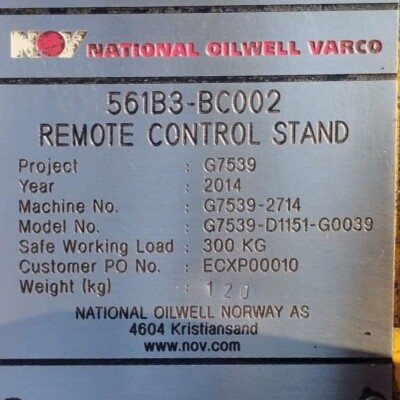 NOV NATIONAL OILWELL VARCO
561B3-BC002
REMOTE CONTROL STAND
Project : G7539
Year : 2014
Machine No. : G7539-2714
Model No. : G7539-D1151-G0039
Safe Working Load : 300 KG
Customer PO No. : ECXP00010
Weight (kg) : 120
NATIONAL OILWELL NORWAY AS
4604 Kristiansand
www.nov.com